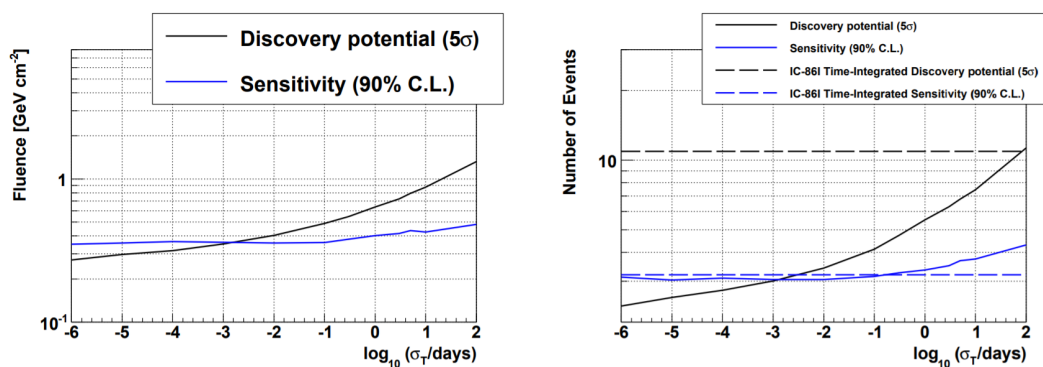 Discovery potential (5σ)
Sensitivity (90% C.L.)
Fluence [GeV cm⁻²]
1
10⁻¹
-6 -5 -4 -3 -2 -1 0 1 2
log₁₀ (σ_T/days)
Discovery potential (5σ)
Sensitivity (90% C.L.)
IC-86I Time-Integrated Discovery potential (5σ)
IC-86I Time-Integrated Sensitivity (90% C.L.)
Number of Events
10
-6 -5 -4 -3 -2 -1 0 1 2
log₁₀ (σ_T/days)